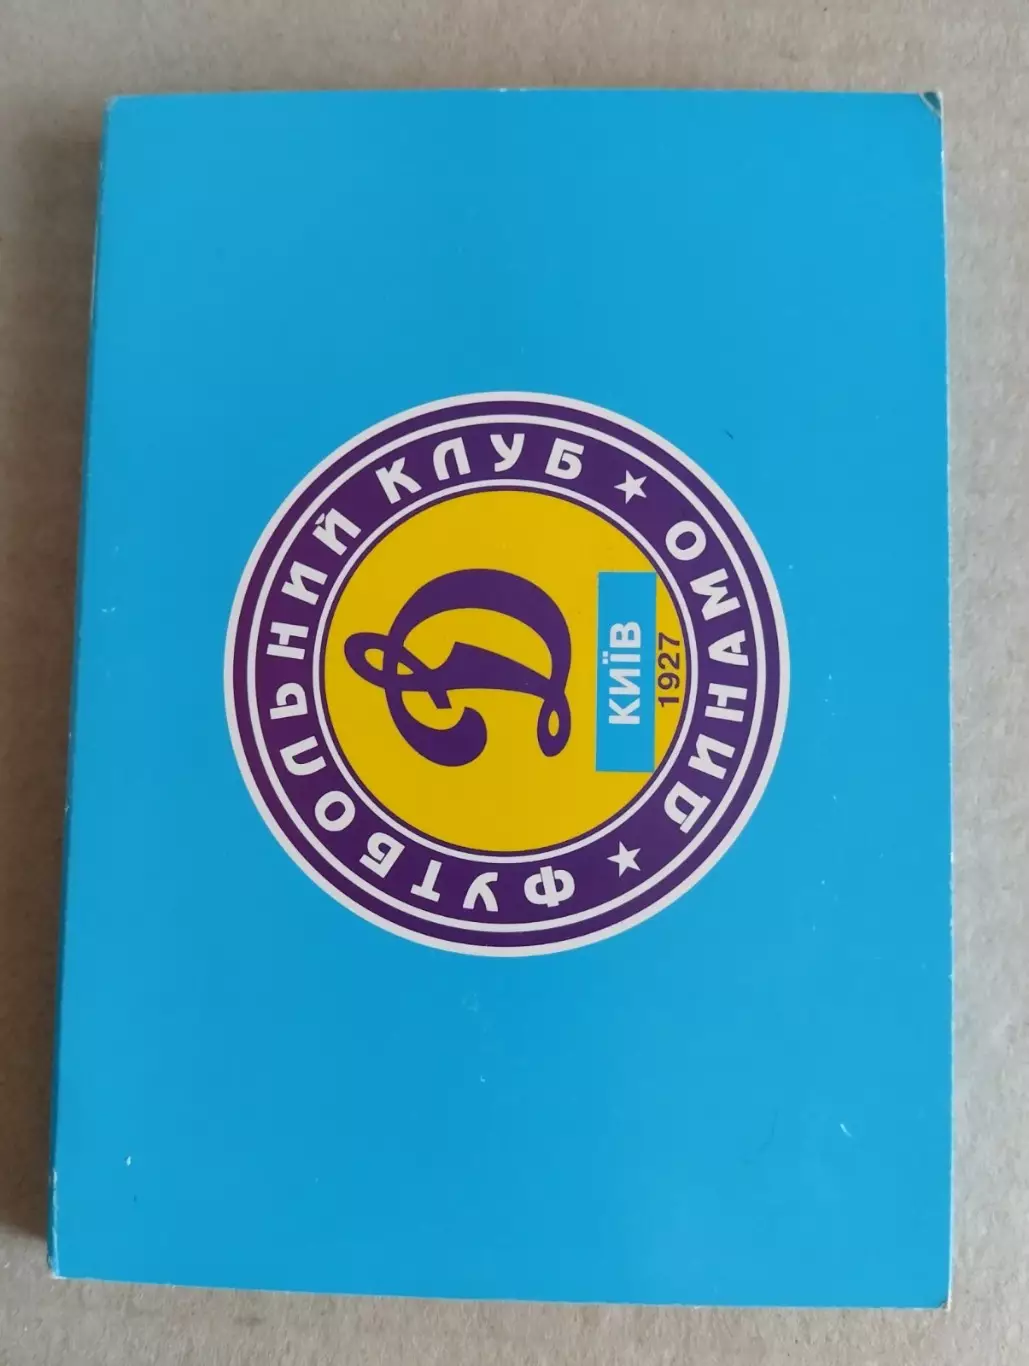 ФУТБОЛЬНИЙ КЛУБ
КИЇВ
1927
★ ДИНАМО ★